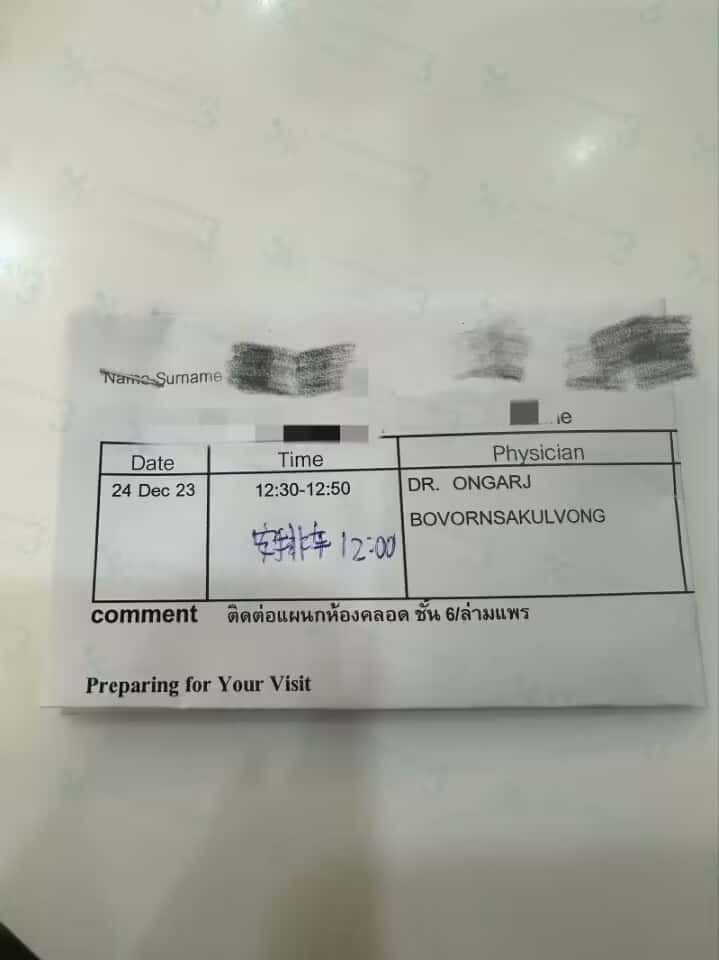 Name-Surname
Date Time Physician
24 Dec 23 12:30-12:50 DR. ONGARJ
BOVORNSAKULVONG
安排车 12:00
comment ติดต่อแผนกห้องคลอด ชั้น 6/ล่ามแพร
Preparing for Your Visit